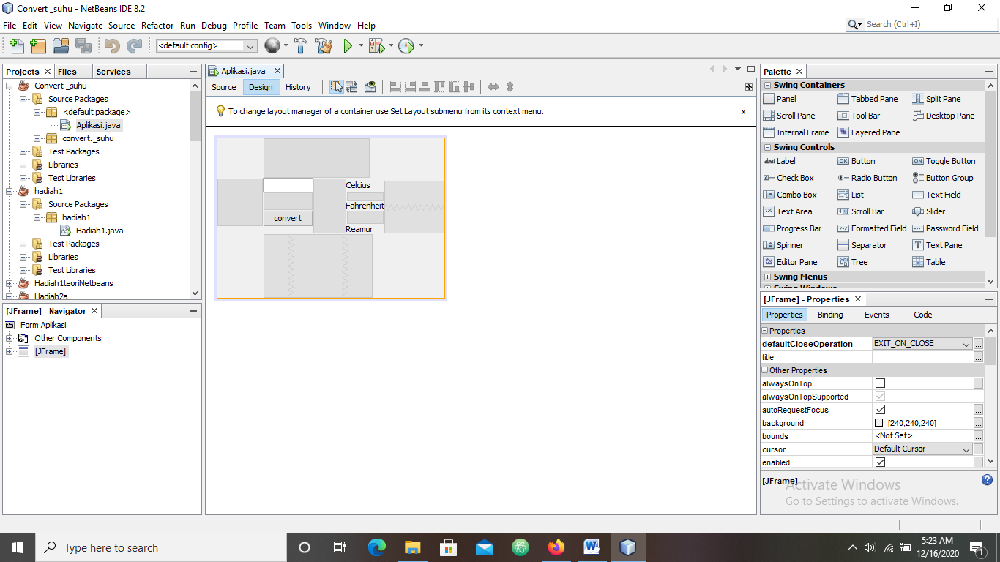 Convert _suhu - NetBeans IDE 8.2
File Edit View Navigate Source Refactor Run Debug Profile Team Tools Window Help
Search (Ctrl+I)
<default config>
Projects Files Services
Convert _suhu
Source Packages
<default package>
Aplikasi.java
convert._suhu
Test Packages
Libraries
Test Libraries
hadiah1
Source Packages
hadiah1
Hadiah1.java
Test Packages
Libraries
Test Libraries
Hadiah1teoriNetbeans
Hadiah2a
[JFrame] - Navigator
Form Aplikasi
Other Components
[JFrame]
Aplikasi.java
Source Design History
To change layout manager of a container use Set Layout submenu from its context menu.
x
Celcius
Fahrenheit
convert
Reamur
Palette
Swing Containers
Panel Tabbed Pane Split Pane
Scroll Pane Tool Bar Desktop Pane
Internal Frame Layered Pane
Swing Controls
label Label OK Button ON Toggle Button
Check Box Radio Button Button Group
Combo Box List Text Field
Text Area Scroll Bar Slider
Progress Bar Formatted Field Password Field
Spinner Separator T Text Pane
Editor Pane Tree Table
Swing Menus
Swing Windows
[JFrame] - Properties
Properties Binding Events Code
Properties
defaultCloseOperation EXIT_ON_CLOSE ...
title ...
Other Properties
alwaysOnTop ...
alwaysOnTopSupported
autoRequestFocus ...
background [240,240,240] ...
bounds <Not Set> ...
cursor Default Cursor ...
enabled ...
[JFrame]
Activate Windows
Go to Settings to activate Windows.
Type here to search
5:23 AM
12/16/2020
1